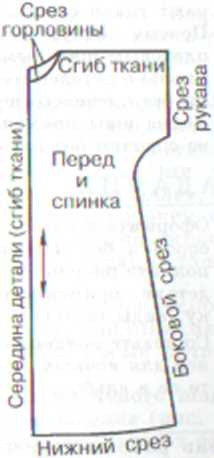 Срез
горловины
Сгиб ткани
Срез
рукава
Перед
и
спинка
Середина детали (сгиб ткани)
Боковой срез
Нижний срез